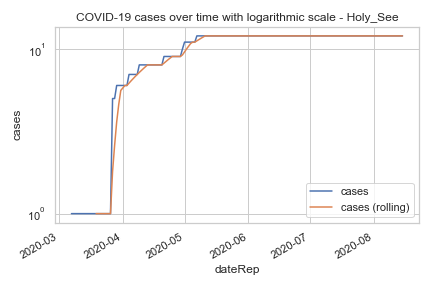 COVID-19 cases over time with logarithmic scale - Holy_See
cases
10¹
10⁰
cases
cases (rolling)
2020-03
2020-04
2020-05
2020-06
2020-07
2020-08
dateRep